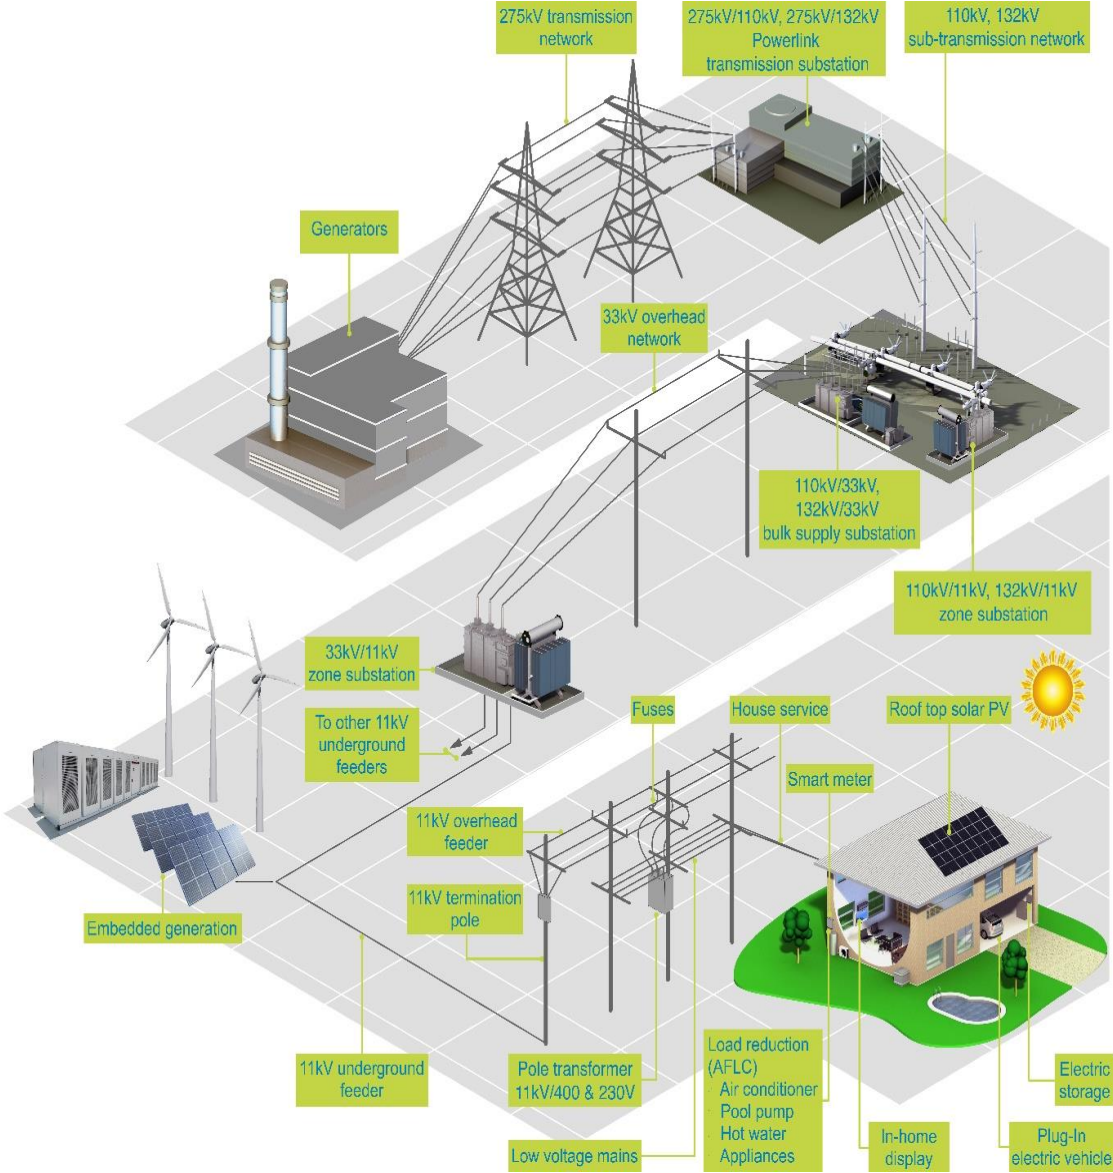 275kV transmission
network
275kV/110kV, 275kV/132kV
Powerlink
transmission substation
110kV, 132kV
sub-transmission network
Generators
33kV overhead
network
110kV/33kV,
132kV/33kV
bulk supply substation
110kV/11kV, 132kV/11kV
zone substation
33kV/11kV
zone substation
To other 11kV
underground
feeders
Fuses
House service
Roof top solar PV
Smart meter
11kV overhead
feeder
11kV termination
pole
Embedded generation
11kV underground
feeder
Pole transformer
11kV/400 & 230V
Low voltage mains
Load reduction
(AFLC)
· Air conditioner
· Pool pump
· Hot water
· Appliances
In-home
display
Electric
storage
Plug-In
electric vehicle